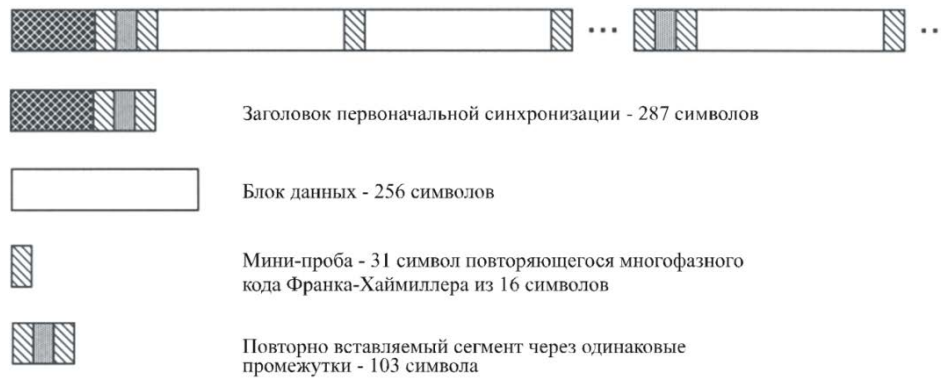 Заголовок первоначальной синхронизации - 287 символов
Блок данных - 256 символов
Мини-проба - 31 символ повторяющегося многофазного
кода Франка-Хаймиллера из 16 символов
Повторно вставляемый сегмент через одинаковые
промежутки - 103 символа